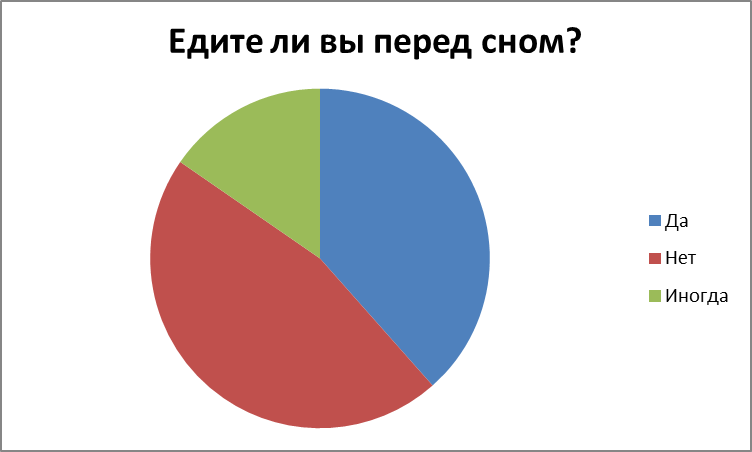 Едите ли вы перед сном?
Да
Нет
Иногда